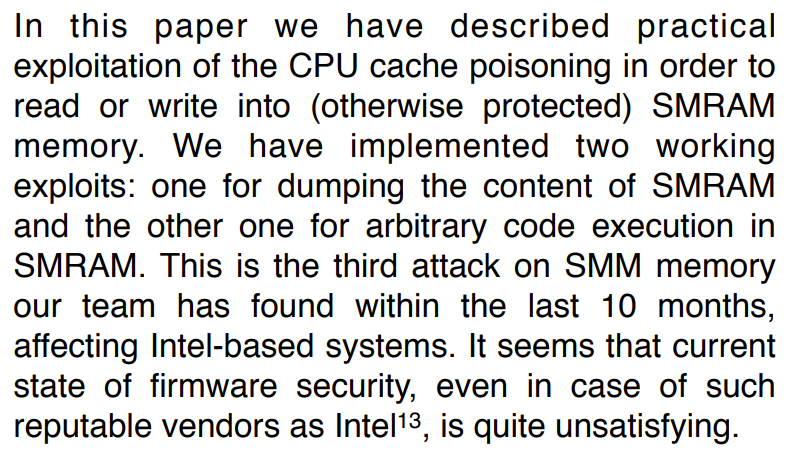 In this paper we have described practical
exploitation of the CPU cache poisoning in order to
read or write into (otherwise protected) SMRAM
memory. We have implemented two working
exploits: one for dumping the content of SMRAM
and the other one for arbitrary code execution in
SMRAM. This is the third attack on SMM memory
our team has found within the last 10 months,
affecting Intel-based systems. It seems that current
state of firmware security, even in case of such
reputable vendors as Intel¹³, is quite unsatisfying.